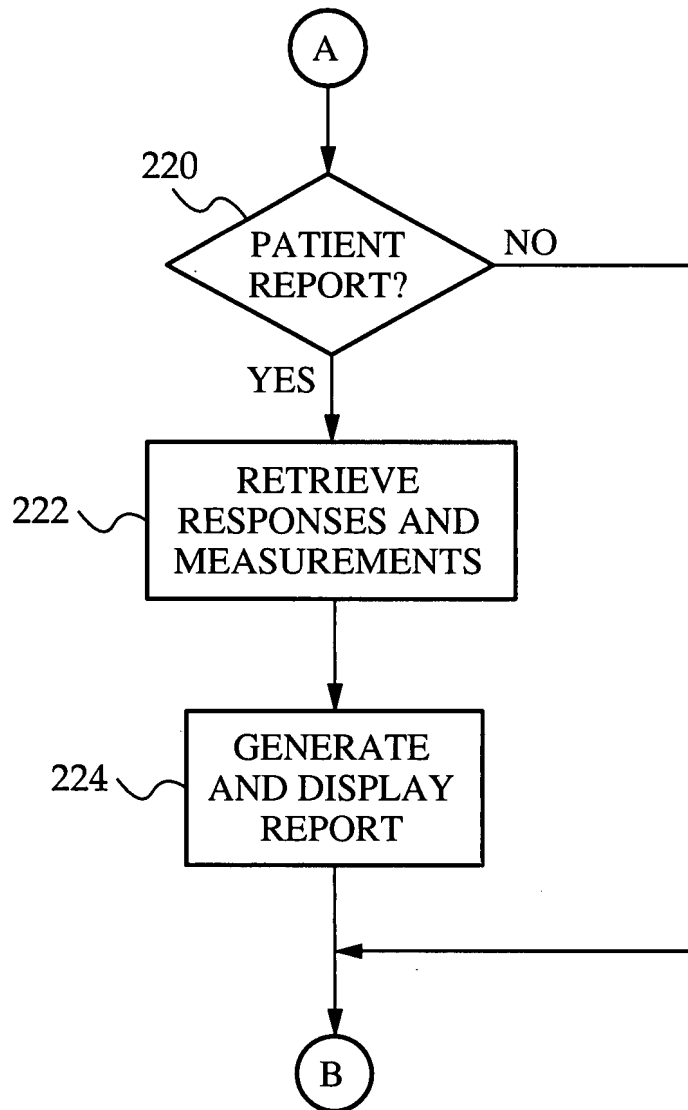 A
220
PATIENT
REPORT?
NO
YES
222
RETRIEVE
RESPONSES AND
MEASUREMENTS
224
GENERATE
AND DISPLAY
REPORT
B